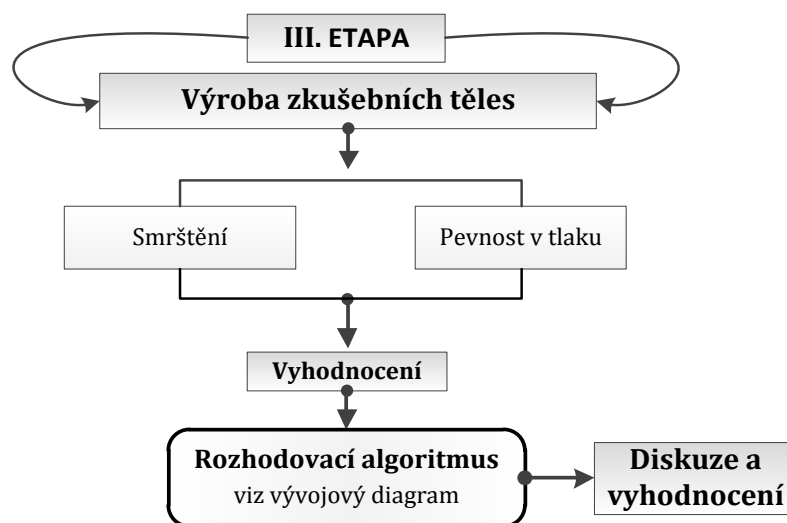 III. ETAPA
Výroba zkušebních těles
Smrštění
Pevnost v tlaku
Vyhodnocení
Rozhodovací algoritmus
viz vývojový diagram
Diskuze a
vyhodnocení